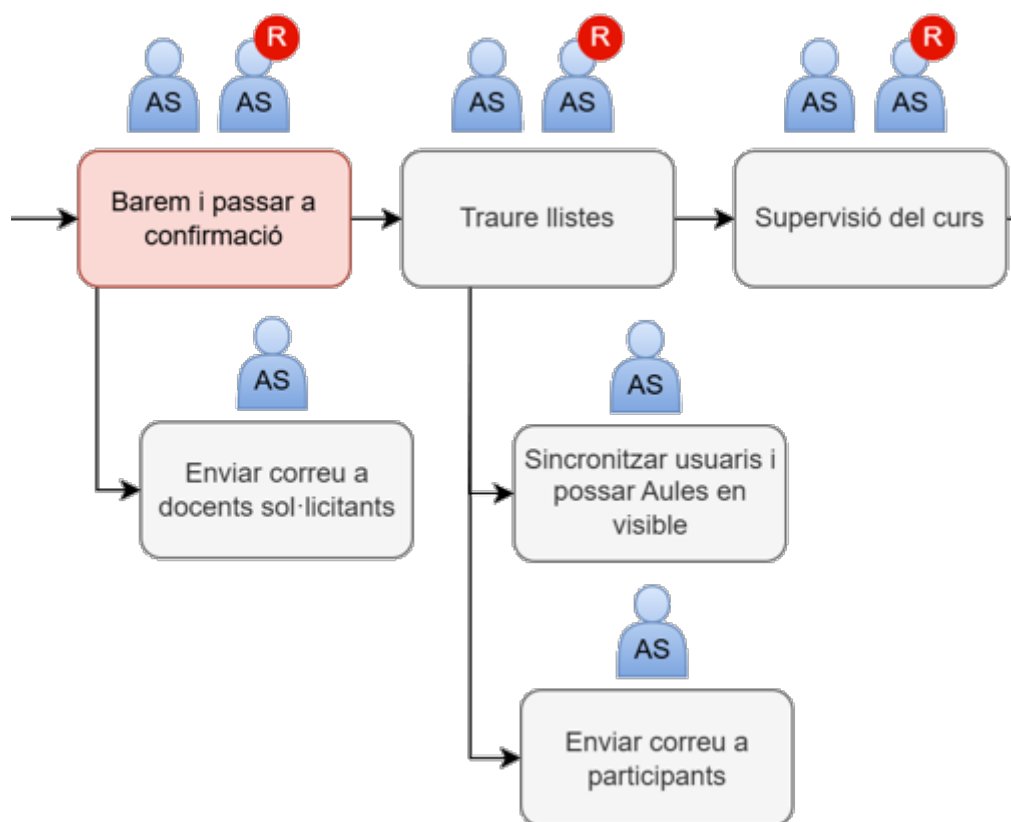 R
R
R
AS
AS
AS
AS
AS
AS
Barem i passar a
confirmació
Traure llistes
Supervisió del curs
AS
AS
Enviar correu a
docents sol·licitants
Sincritzar usuaris i
possar Aules en
visible
AS
Enviar correu a
participants